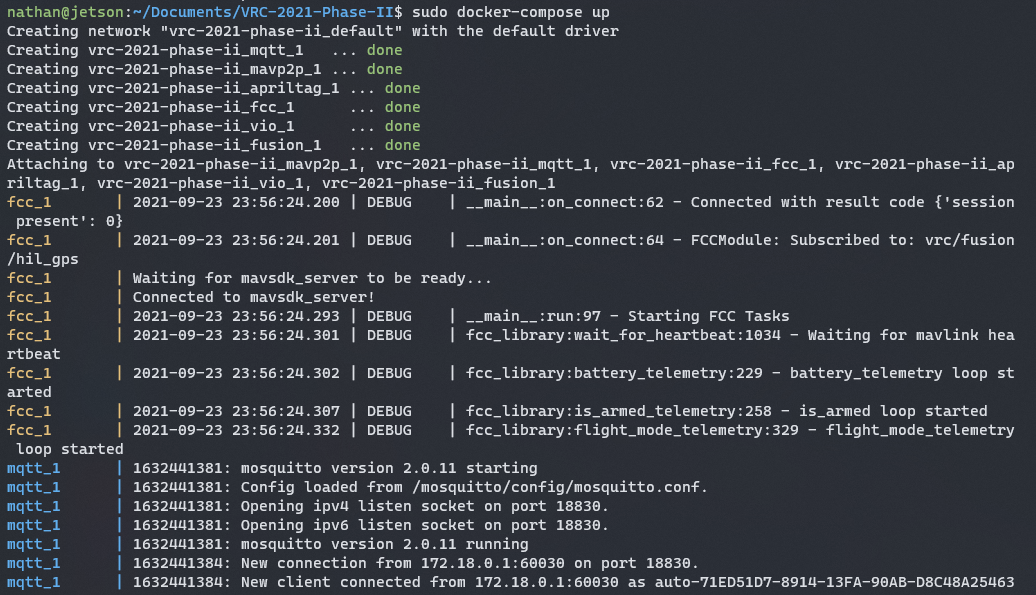 nathan@jetson:~/Documents/VRC-2021-Phase-II$ sudo docker-compose up
Creating network "vrc-2021-phase-ii_default" with the default driver
Creating vrc-2021-phase-ii_mqtt_1   ... done
Creating vrc-2021-phase-ii_mavp2p_1 ... done
Creating vrc-2021-phase-ii_apriltag_1 ... done
Creating vrc-2021-phase-ii_fcc_1      ... done
Creating vrc-2021-phase-ii_vio_1      ... done
Creating vrc-2021-phase-ii_fusion_1   ... done
Attaching to vrc-2021-phase-ii_mavp2p_1, vrc-2021-phase-ii_mqtt_1, vrc-2021-phase-ii_fcc_1, vrc-2021-phase-ii_ap
riltag_1, vrc-2021-phase-ii_vio_1, vrc-2021-phase-ii_fusion_1
fcc_1       | 2021-09-23 23:56:24.200 | DEBUG    | __main__:on_connect:62 - Connected with result code {'session
 present': 0}
fcc_1       | 2021-09-23 23:56:24.201 | DEBUG    | __main__:on_connect:64 - FCCModule: Subscribed to: vrc/fusion
/hil_gps
fcc_1       | Waiting for mavsdk_server to be ready...
fcc_1       | Connected to mavsdk_server!
fcc_1       | 2021-09-23 23:56:24.293 | DEBUG    | __main__:run:97 - Starting FCC Tasks
fcc_1       | 2021-09-23 23:56:24.301 | DEBUG    | fcc_library:wait_for_heartbeat:1034 - Waiting for mavlink hea
rtbeat
fcc_1       | 2021-09-23 23:56:24.302 | DEBUG    | fcc_library:battery_telemetry:229 - battery_telemetry loop st
arted
fcc_1       | 2021-09-23 23:56:24.307 | DEBUG    | fcc_library:is_armed_telemetry:258 - is_armed loop started
fcc_1       | 2021-09-23 23:56:24.332 | DEBUG    | fcc_library:flight_mode_telemetry:329 - flight_mode_telemetry
 loop started
mqtt_1      | 1632441381: mosquitto version 2.0.11 starting
mqtt_1      | 1632441381: Config loaded from /mosquitto/config/mosquitto.conf.
mqtt_1      | 1632441381: Opening ipv4 listen socket on port 18830.
mqtt_1      | 1632441381: Opening ipv6 listen socket on port 18830.
mqtt_1      | 1632441381: mosquitto version 2.0.11 running
mqtt_1      | 1632441384: New connection from 172.18.0.1:60030 on port 18830.
mqtt_1      | 1632441384: New client connected from 172.18.0.1:60030 as auto-71ED51D7-8914-13FA-90AB-D8C48A25463